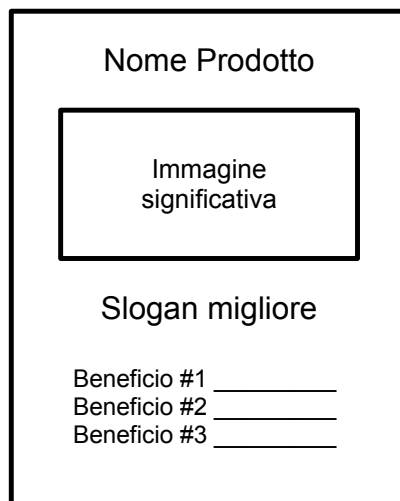 Nome Prodotto
Immagine
significativa
Slogan migliore
Beneficio #1 _________
Beneficio #2 _________
Beneficio #3 _________